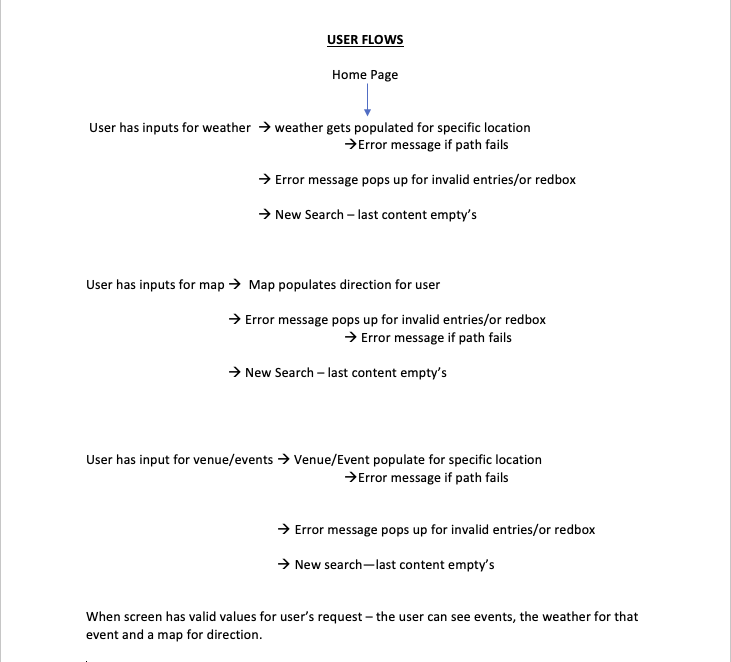 USER FLOWS
Home Page
User has inputs for weather → weather gets populated for specific location
→Error message if path fails
→ Error message pops up for invalid entries/or redbox
→ New Search – last content empty's
User has inputs for map → Map populates direction for user
→ Error message pops up for invalid entries/or redbox
→ Error message if path fails
→ New Search – last content empty's
User has input for venue/events → Venue/Event populate for specific location
→Error message if path fails
→ Error message pops up for invalid entries/or redbox
→ New search—last content empty's
When screen has valid values for user's request – the user can see events, the weather for that
event and a map for direction.